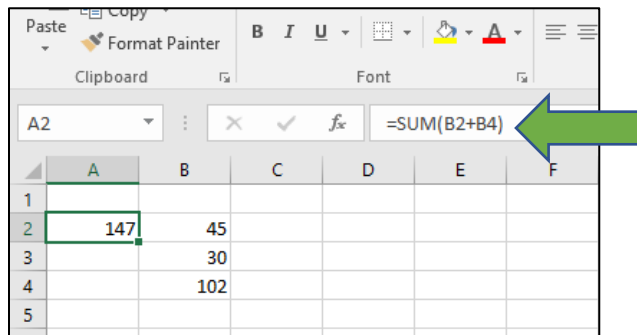 Copy
Paste
Format Painter
B I U A
Clipboard Font
A2 fx =SUM(B2+B4)
A B C D E F
1
2 147 45
3 30
4 102
5